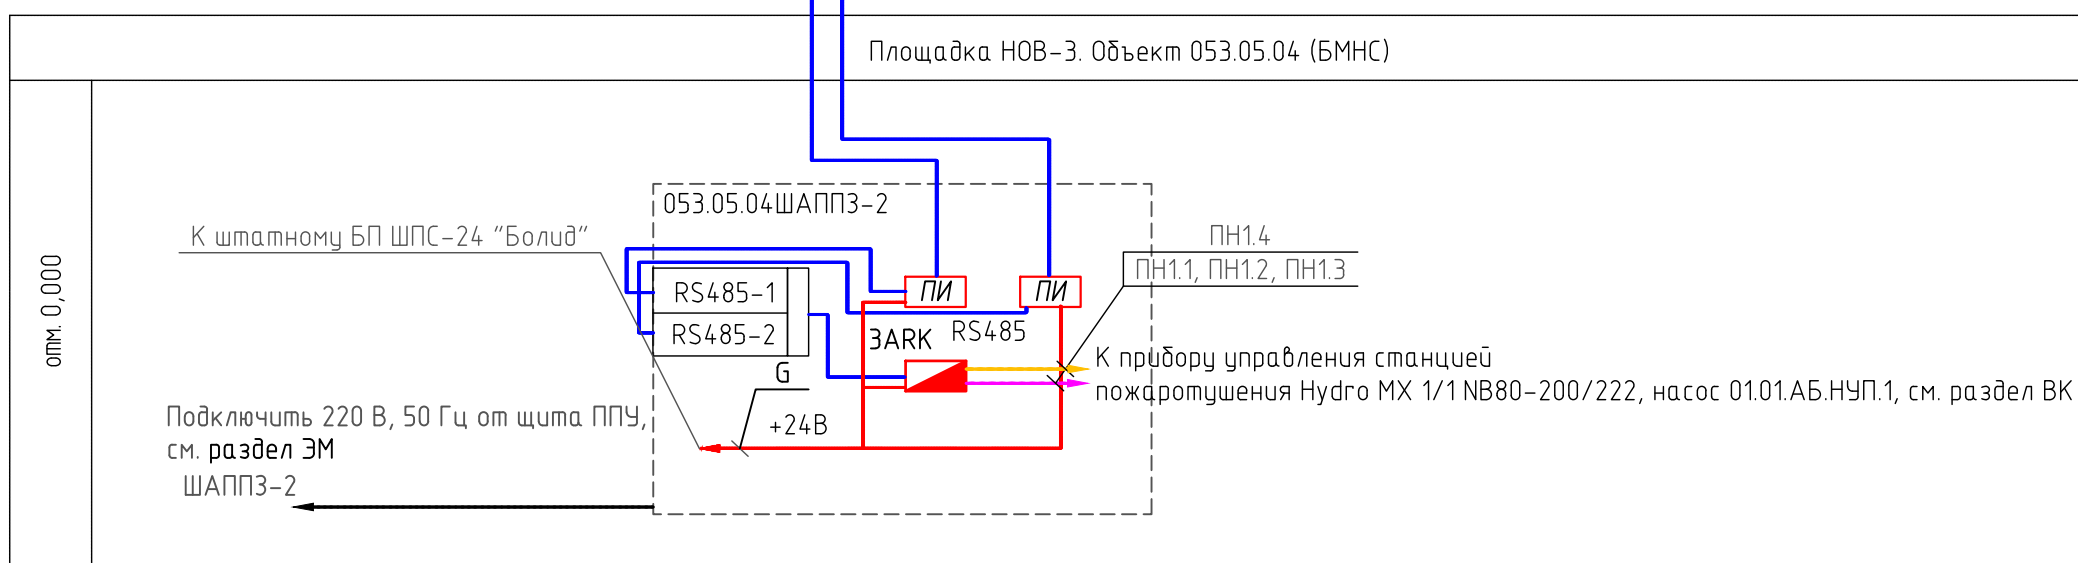 Площадка НОВ-3. Объект 053.05.04 (БМНС)
отм. 0,000
053.05.04ШАППЗ-2
К штатному БП ШПС-24 "Болид"
ПН1.4
ПН1.1, ПН1.2, ПН1.3
RS485-1
ПИ
ПИ
RS485-2
3ARK
RS485
G
+24В
К прибору управления станцией
пожаротушения Hydro MX 1/1 NB80-200/222, насос 01.01.АБ.НУП.1, см. раздел ВК
Подключить 220 В, 50 Гц от щита ППУ,
см. раздел ЭМ
ШАППЗ-2